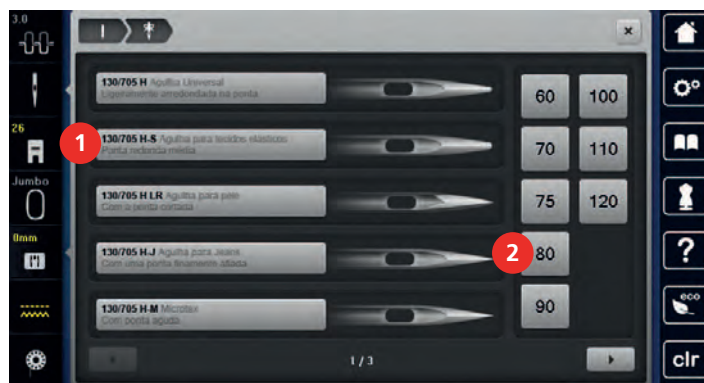 3.0
26
Jumbo
0mm
130/705 H Agulha Universal
Ligeiramente arredondada na ponta
130/705 H-S Agulha para tecidos elásticos
Ponta redonda média
130/705 H LR Agulha para pele
Com a ponta cortada
130/705 H-J Agulha para Jeans
Com uma ponta finamente afiada
130/705 H-M Microtex
Com ponta aguda
1
2
60 100
70 110
75 120
80
90
1/3
?
eco
clr